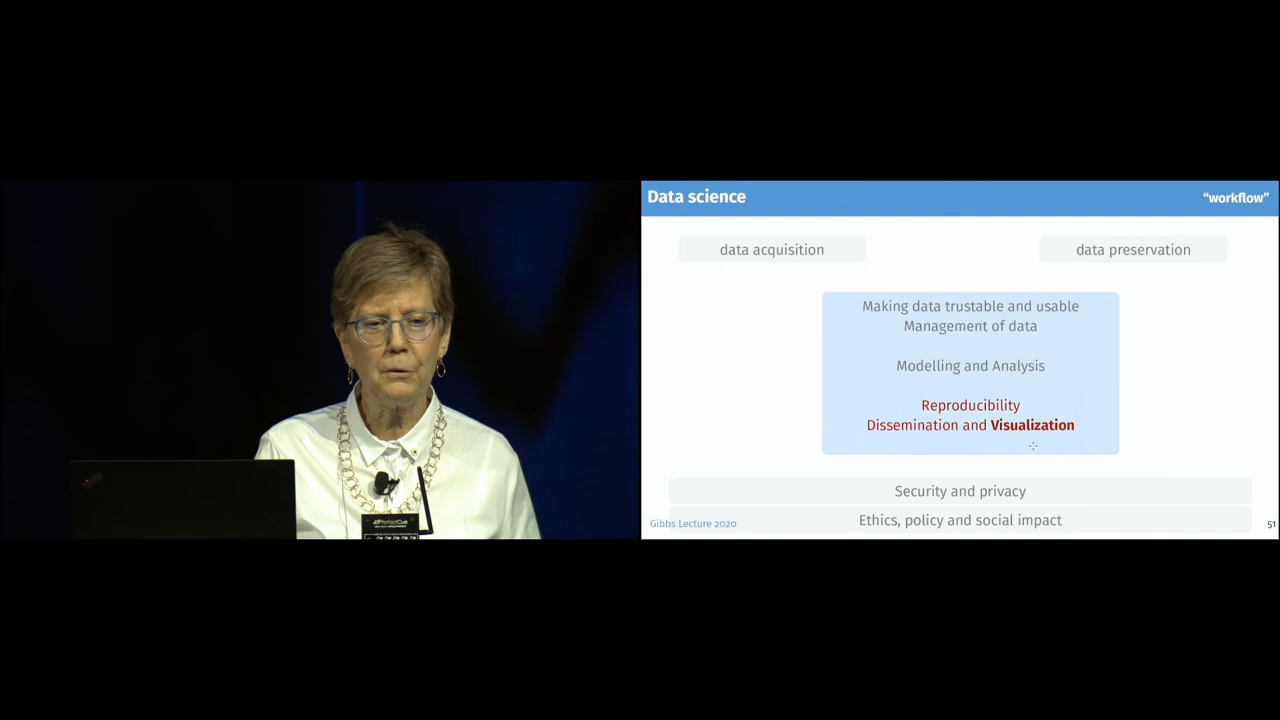 Data science
"workflow"
data acquisition
data preservation
Making data trustable and usable
Management of data
Modelling and Analysis
Reproducibility
Dissemination and Visualization
Security and privacy
Ethics, policy and social impact
Gibbs Lecture 2020
51
PerfectCue